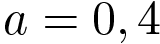 a = 0, 4